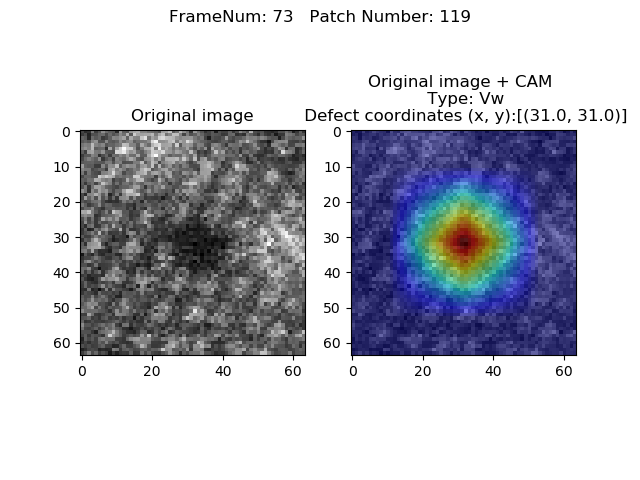 FrameNum: 73   Patch Number: 119
Original image
Original image + CAM
Type: Vw
Defect coordinates (x, y):[(31.0, 31.0)]
0
10
20
30
40
50
60
0 20 40 60
0
10
20
30
40
50
60
0 20 40 60